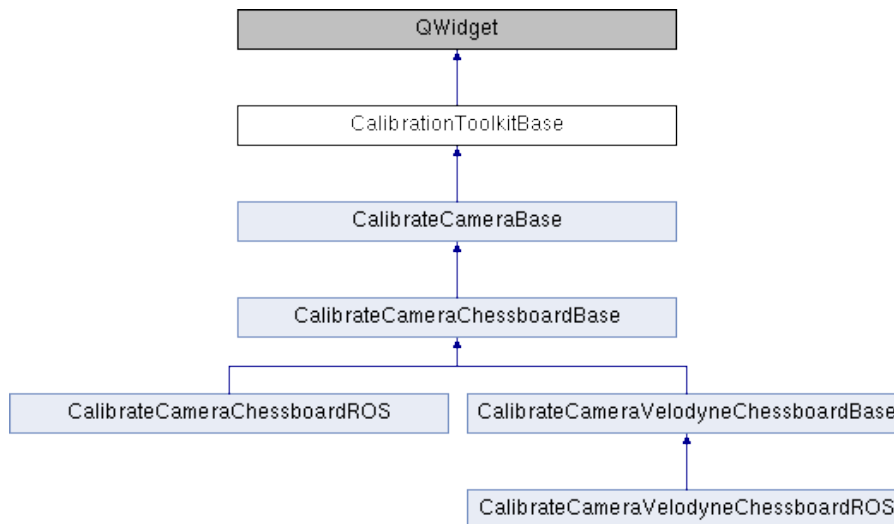 QWidget
CalibrationToolkitBase
CalibrateCameraBase
CalibrateCameraChessboardBase
CalibrateCameraChessboardROS
CalibrateCameraVelodyneChessboardBase
CalibrateCameraVelodyneChessboardROS